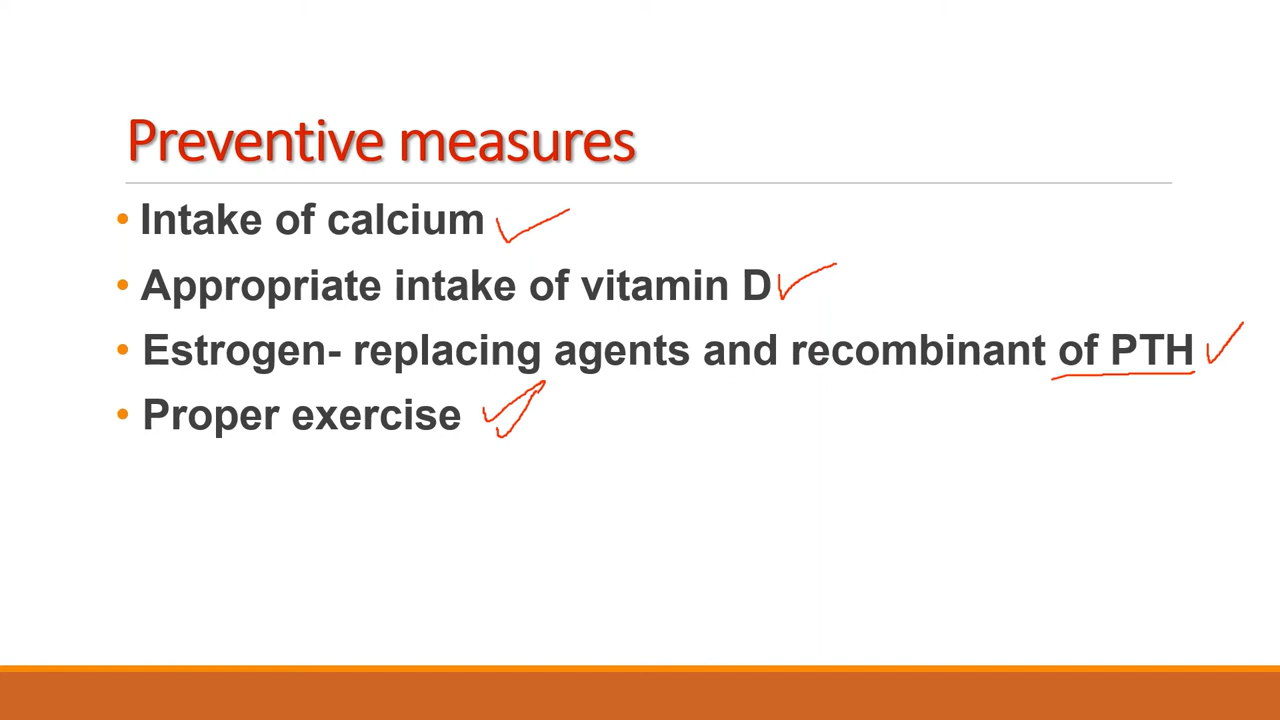 Preventive measures
• Intake of calcium
• Appropriate intake of vitamin D
• Estrogen- replacing agents and recombinant of PTH
• Proper exercise